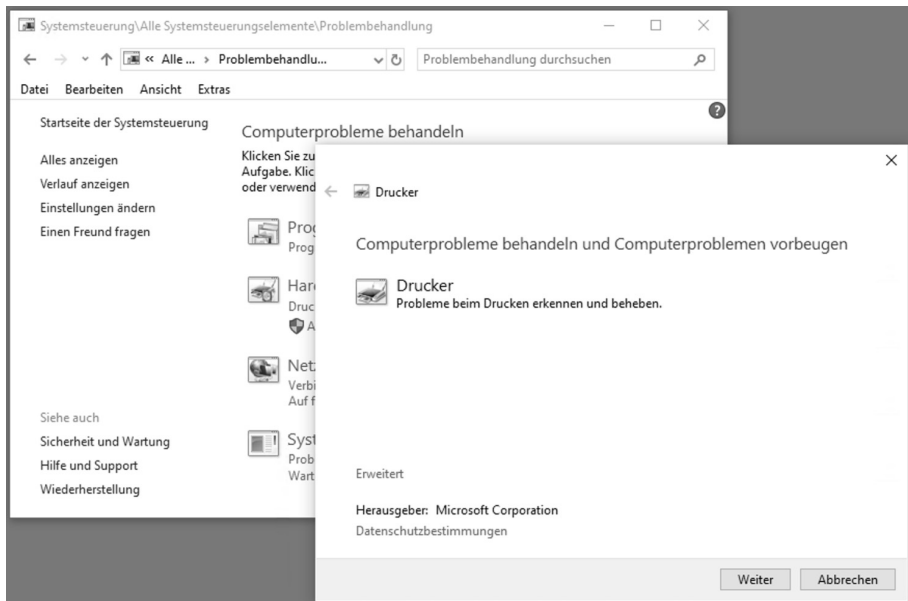 Systemsteuerung\Alle Systemsteuerungselemente\Problembehandlung
« Alle ... › Problembehandlu...
Problembehandlung durchsuchen
Datei Bearbeiten Ansicht Extras
Startseite der Systemsteuerung
Alles anzeigen
Verlauf anzeigen
Einstellungen ändern
Einen Freund fragen
Siehe auch
Sicherheit und Wartung
Hilfe und Support
Wiederherstellung
Computerprobleme behandeln
Klicken Sie zu
Aufgabe. Klic
oder verwend
Prog
Prog
Har
Druc
A
Netz
Verbi
Auf f
Syst
Prob
Wart
Drucker
Computerprobleme behandeln und Computerproblemen vorbeugen
Drucker
Probleme beim Drucken erkennen und beheben.
Erweitert
Herausgeber: Microsoft Corporation
Datenschutzbestimmungen
Weiter Abbrechen